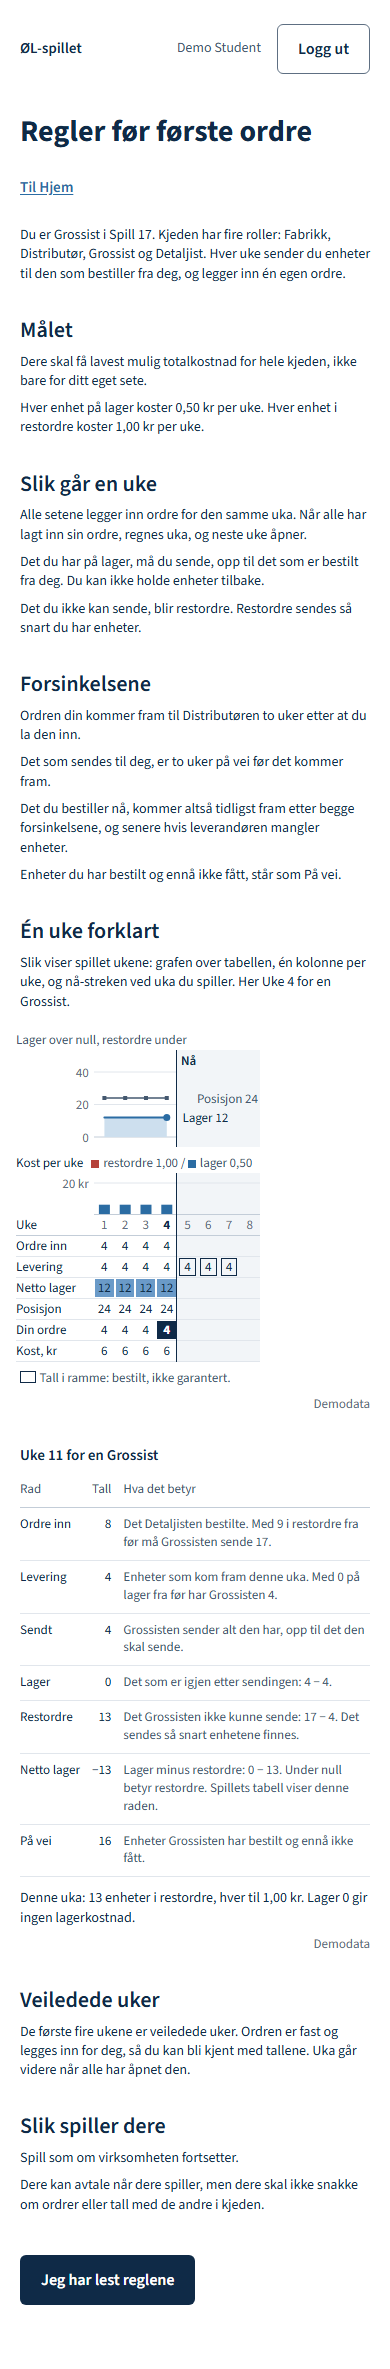 ØL-spillet
Demo Student
Logg ut
Regler før første ordre
Til Hjem
Du er Grossist i Spill 17. Kjeden har fire roller: Fabrikk,
Distributør, Grossist og Detaljist. Hver uke sender du enheter
til den som bestiller fra deg, og legger inn én egen ordre.
Målet
Dere skal få lavest mulig totalkostnad for hele kjeden, ikke
bare for ditt eget sete.
Hver enhet på lager koster 0,50 kr per uke. Hver enhet i
restordre koster 1,00 kr per uke.
Slik går en uke
Alle setene legger inn ordre for den samme uka. Når alle har
lagt inn sin ordre, regnes uka, og neste uke åpner.
Det du har på lager, må du sende, opp til det som er bestilt
fra deg. Du kan ikke holde enheter tilbake.
Det du ikke kan sende, blir restordre. Restordre sendes så
snart du har enheter.
Forsinkelsene
Ordren din kommer fram til Distributøren to uker etter at du
la den inn.
Det som sendes til deg, er to uker på vei før det kommer
fram.
Det du bestiller nå, kommer altså tidligst fram etter begge
forsinkelsene, og senere hvis leverandøren mangler
enheter.
Enheter du har bestilt og ennå ikke fått, står som På vei.
Én uke forklart
Slik viser spillet ukene: grafen over tabellen, én kolonne per
uke, og nå-streken ved uka du spiller. Her Uke 4 for en
Grossist.
Lager over null, restordre under
Nå
40
20
0
Posisjon 24
Lager 12
Kost per uke restordre 1,00 / lager 0,50
20 kr
Uke 1 2 3 4 5 6 7 8
Ordre inn 4 4 4 4
Levering 4 4 4 4 4 4 4
Netto lager 12 12 12 12
Posisjon 24 24 24 24
Din ordre 4 4 4 4
Kost, kr 6 6 6 6
Tall i ramme: bestilt, ikke garantert.
Demodata
Uke 11 for en Grossist
Rad Tall Hva det betyr
Ordre inn 8 Det Detaljisten bestilte. Med 9 i restordre fra
før må Grossisten sende 17.
Levering 4 Enheter som kom fram denne uka. Med 0 på
lager fra før har Grossisten 4.
Sendt 4 Grossisten sender alt den har, opp til det den
skal sende.
Lager 0 Det som er igjen etter sendingen: 4 − 4.
Restordre 13 Det Grossisten ikke kunne sende: 17 − 4. Det
sendes så snart enhetene finnes.
Netto lager −13 Lager minus restordre: 0 − 13. Under null
betyr restordre. Spillets tabell viser denne
raden.
På vei 16 Enheter Grossisten har bestilt og ennå ikke
fått.
Denne uka: 13 enheter i restordre, hver til 1,00 kr. Lager 0 gir
ingen lagerkostnad.
Demodata
Veiledede uker
De første fire ukene er veiledede uker. Ordren er fast og
legges inn for deg, så du kan bli kjent med tallene. Uka går
videre når alle har åpnet den.
Slik spiller dere
Spill som om virksomheten fortsetter.
Dere kan avtale når dere spiller, men dere skal ikke snakke
om ordrer eller tall med de andre i kjeden.
Jeg har lest reglene